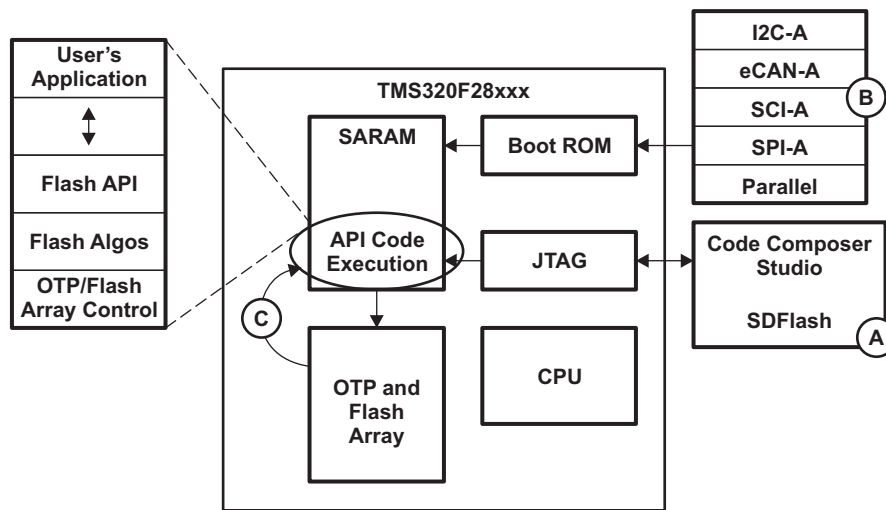 User's
Application
Flash API
Flash Algos
OTP/Flash
Array Control
TMS320F28xxx
SARAM
API Code
Execution
C
OTP and
Flash
Array
Boot ROM
JTAG
CPU
I2C-A
eCAN-A
SCI-A
SPI-A
Parallel
B
Code Composer
Studio
SDFlash
A